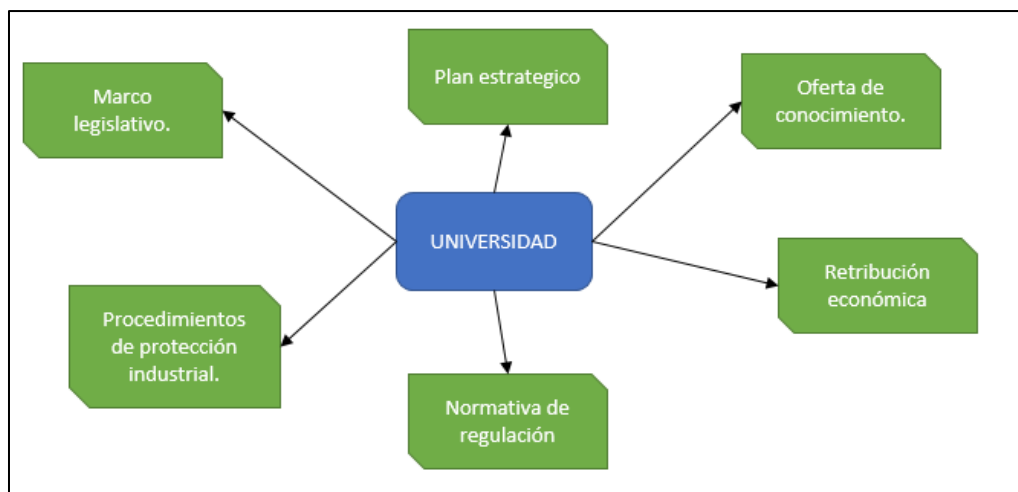 Marco
legislativo.
Plan estrategico
Oferta de
conocimiento.
UNIVERSIDAD
Procedimientos
de protección
industrial.
Normativa de
regulación
Retribución
económica